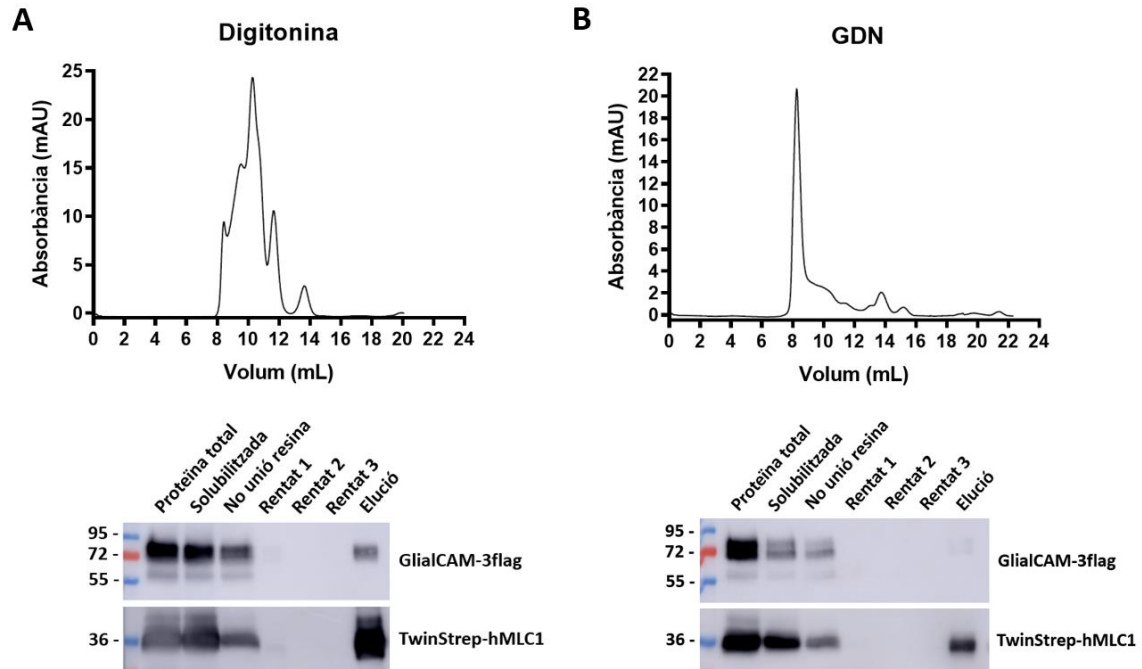 A
Digitonina
Absorbància (mAU)
25
20
15
10
5
0
0 2 4 6 8 10 12 14 16 18 20 22 24
Volum (mL)
Proteïna total
Solubilitzada
No unió resina
Rentat 1
Rentat 2
Rentat 3
Elució
95 -
72 -
55 -
GlialCAM-3flag
36 -
TwinStrep-hMLC1
B
GDN
Absorbància (mAU)
22
20
18
16
14
12
10
8
6
4
2
0
0 2 4 6 8 10 12 14 16 18 20 22 24
Volum (mL)
Proteïna total
Solubilitzada
No unió resina
Rentat 1
Rentat 2
Rentat 3
Elució
95 -
72 -
55 -
GlialCAM-3flag
36 -
TwinStrep-hMLC1